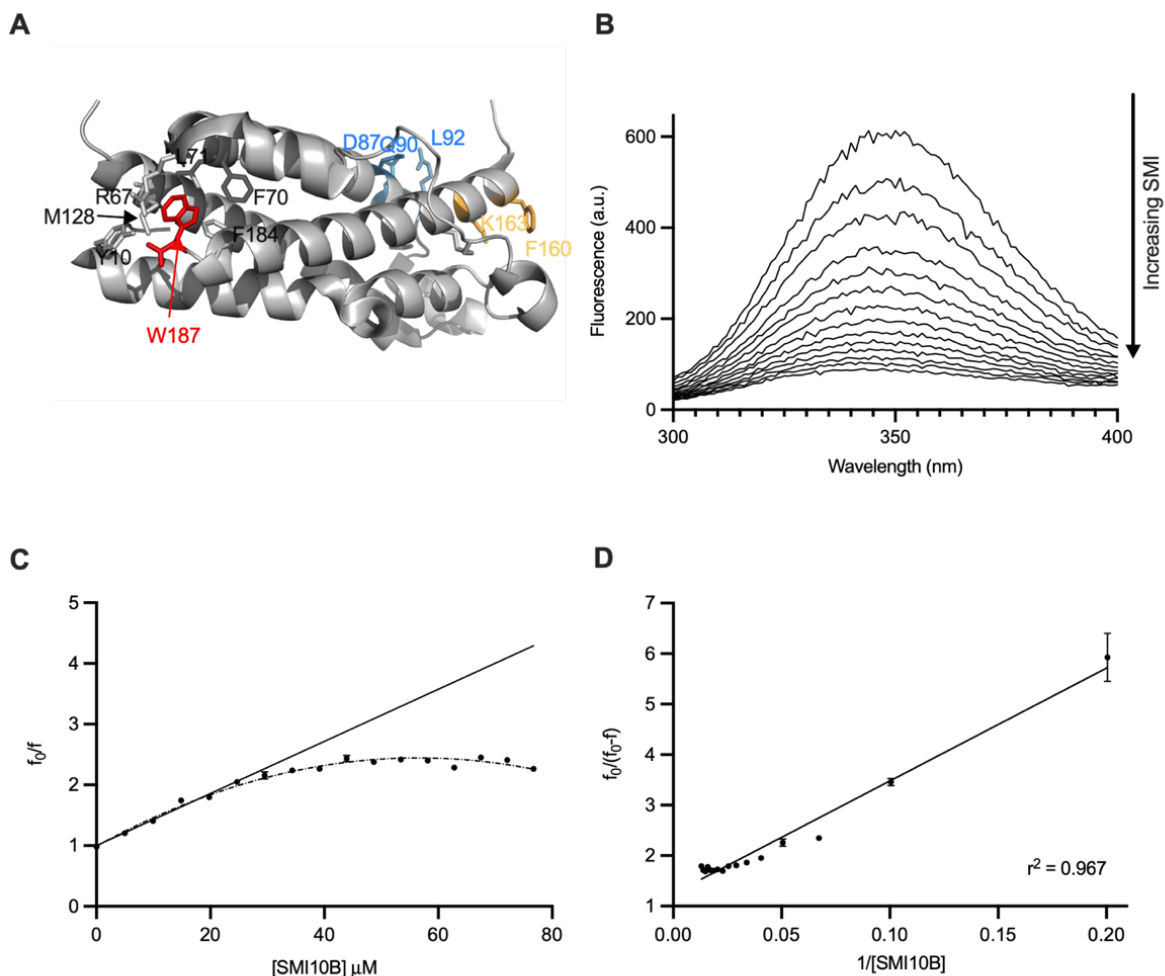 A
D87
Q90
L92
L71
R67
F70
M128
K163
F184
F160
Y10
W187
B
600
400
200
0
300
350
400
Fluorescence (a.u.)
Wavelength (nm)
Increasing SMI
C
5
4
3
2
1
0
0
20
40
60
80
f₀/f
[SMI10B] μM
D
7
6
5
4
3
2
1
0.00
0.05
0.10
0.15
0.20
f₀/(f₀-f)
r² = 0.967
1/[SMI10B]